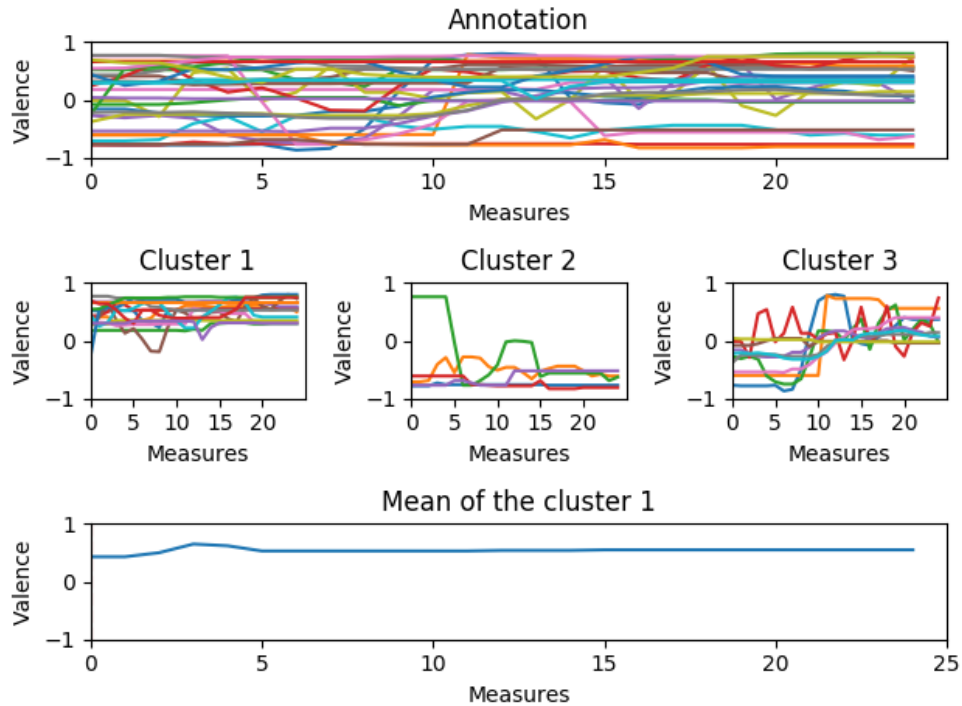 Annotation
1
0
−1
Valence
0 5 10 15 20
Measures
Cluster 1
1
0
−1
Valence
0 5 10 15 20
Measures
Cluster 2
1
0
−1
Valence
0 5 10 15 20
Measures
Cluster 3
1
0
−1
Valence
0 5 10 15 20
Measures
Mean of the cluster 1
1
0
−1
Valence
0 5 10 15 20 25
Measures